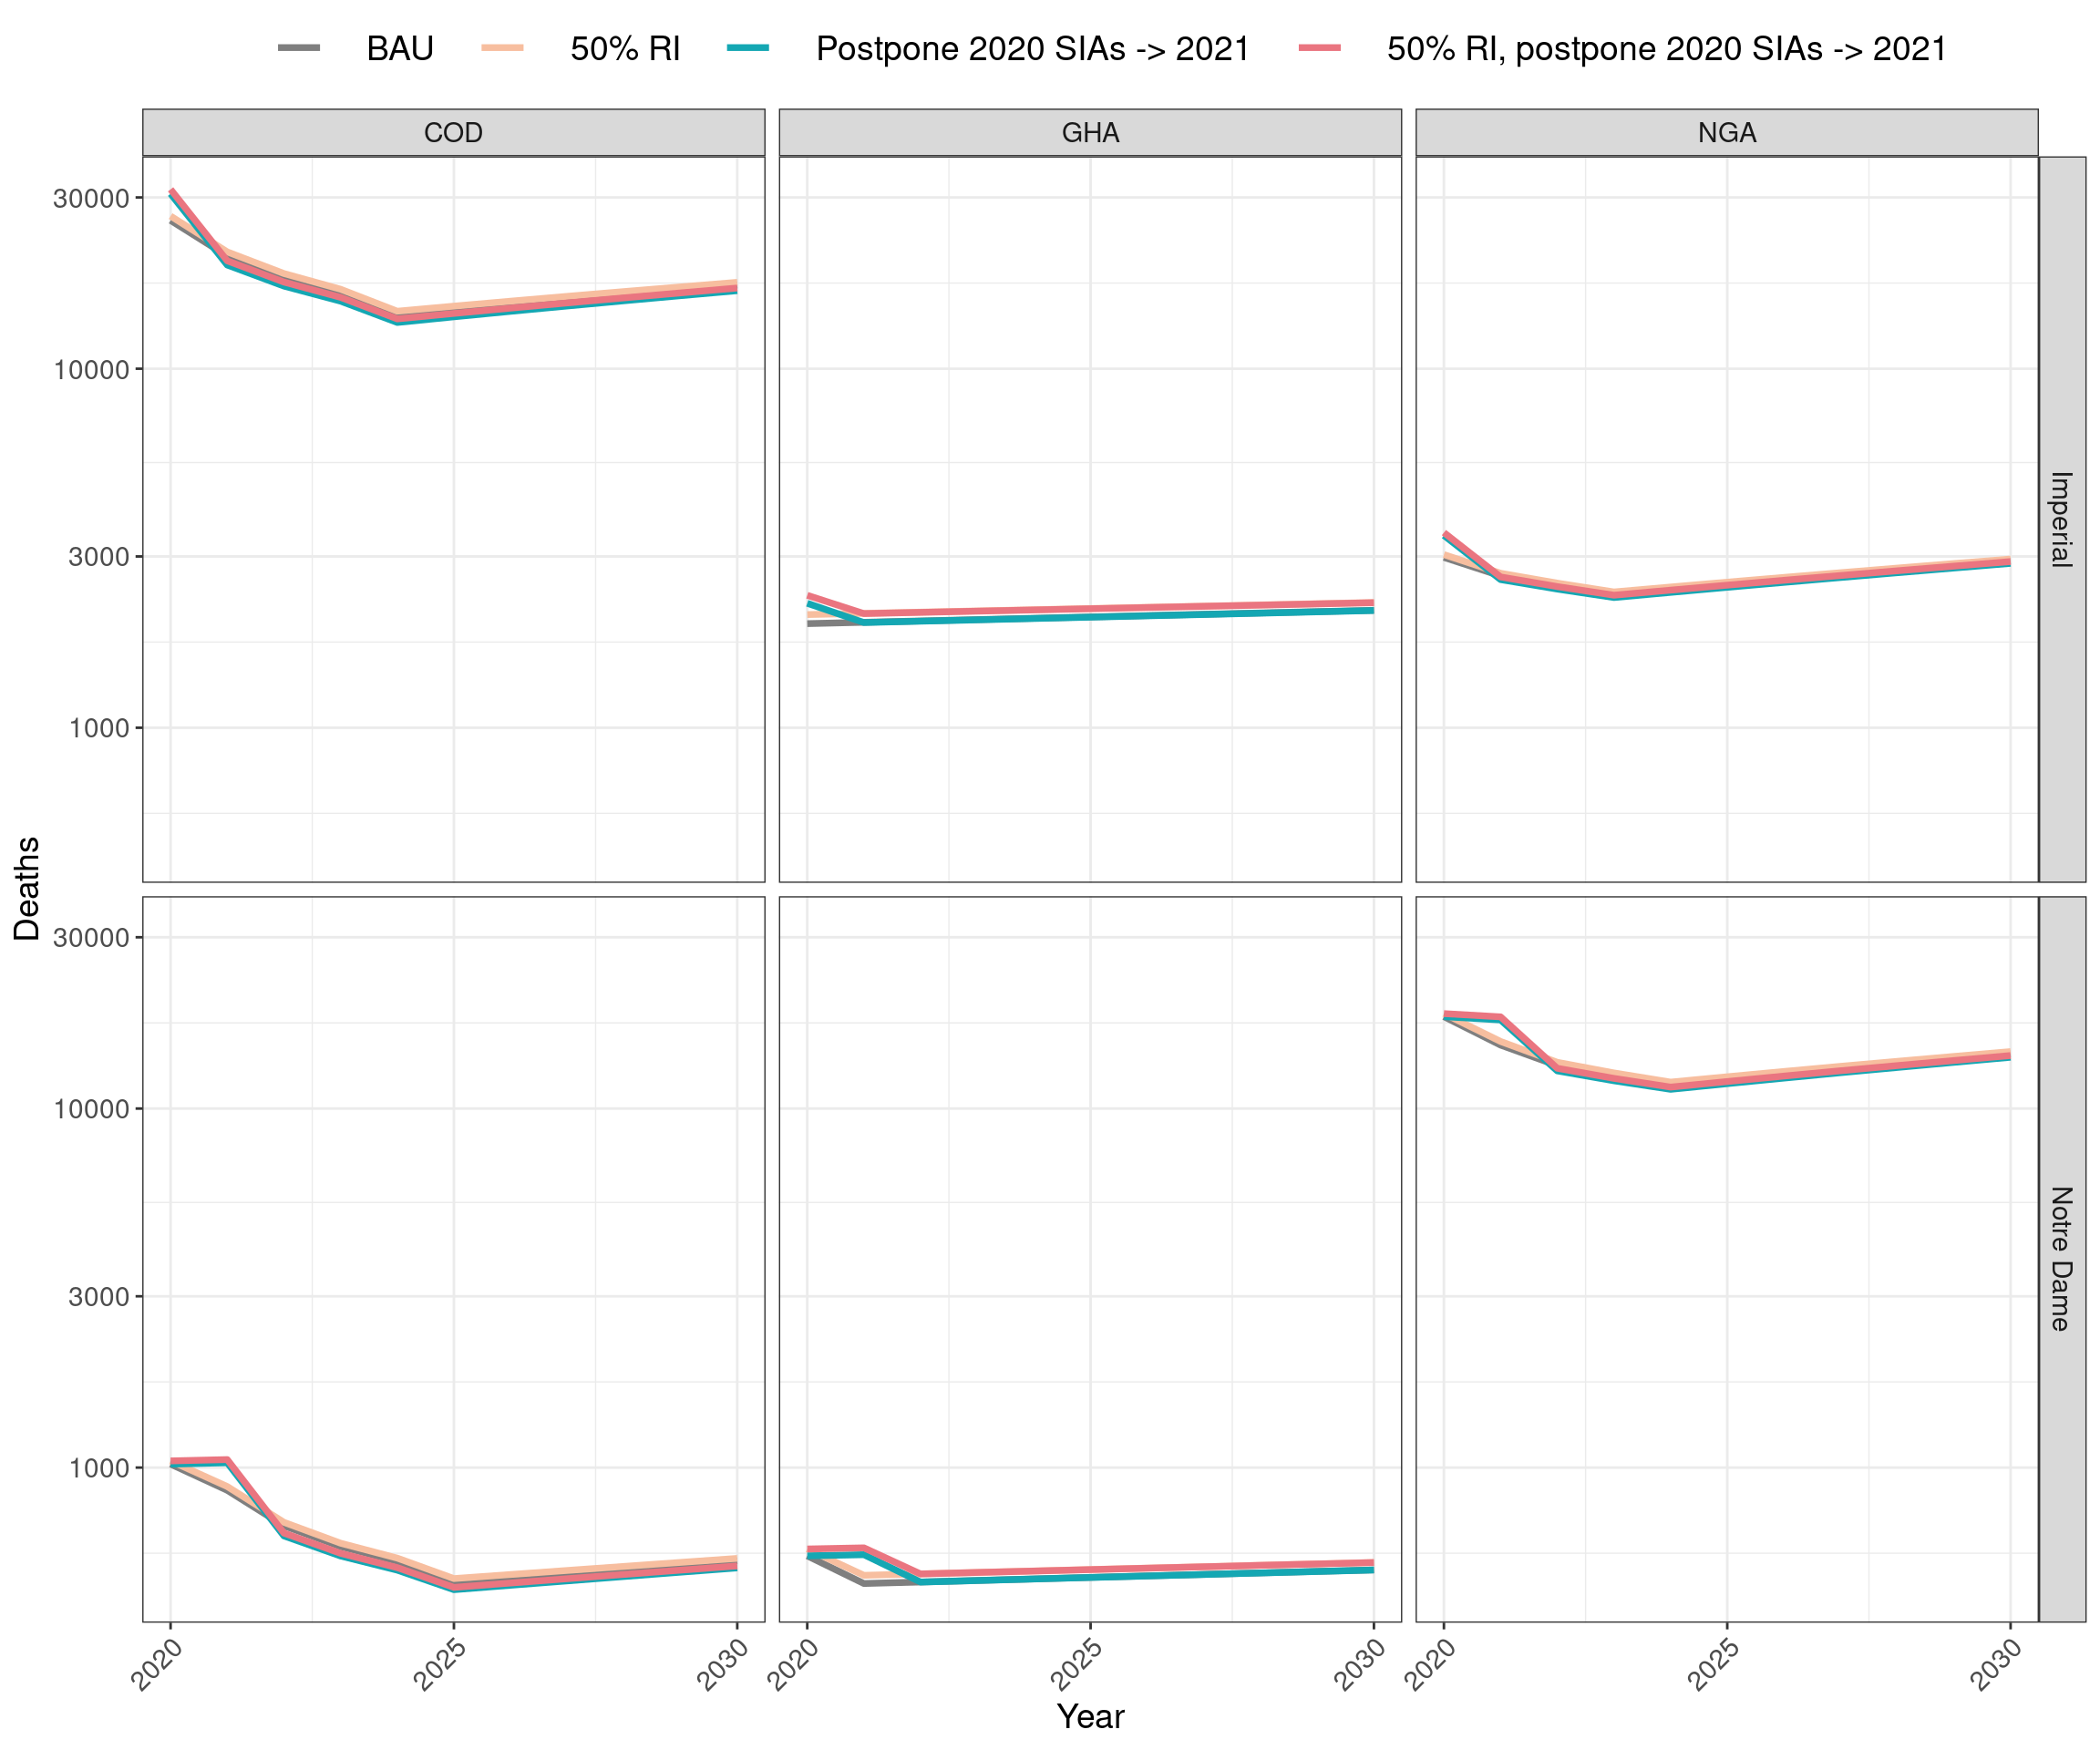 BAU 50% RI Postpone 2020 SIAs -> 2021 50% RI, postpone 2020 SIAs -> 2021
COD GHA NGA
30000
10000
3000
1000
Imperial
Deaths
30000
10000
3000
1000
Notre Dame
2020 2025 2030 2020 2025 2030 2020 2025 2030
Year